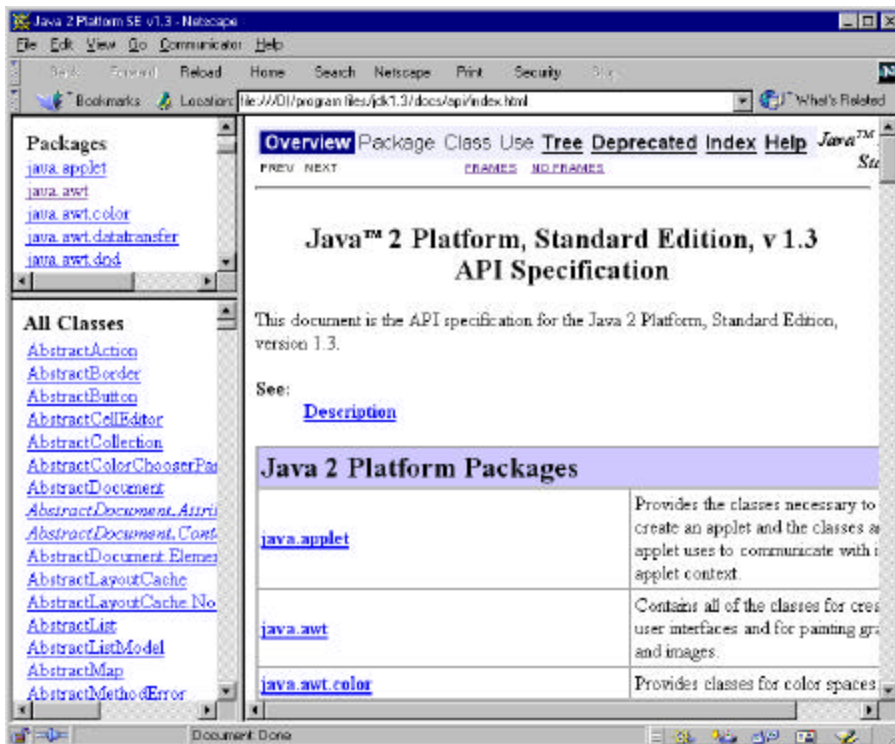 Java 2 Platform SE v1.3 - Netscape
File Edit View Go Communicator Help
Back Forward Reload Home Search Netscape Print Security Stop
Bookmarks Location: file:///D|/program files/jdk1.3/docs/api/index.html What's Related
Packages
java.applet
java.awt
java.awt.color
java.awt.datatransfer
java.awt.dnd
All Classes
AbstractAction
AbstractBorder
AbstractButton
AbstractCellEditor
AbstractCollection
AbstractColorChooserPa
AbstractDocument
AbstractDocument.Attri
AbstractDocument.Cont
AbstractDocument.Elemen
AbstractLayoutCache
AbstractLayoutCache.No
AbstractList
AbstractListModel
AbstractMap
AbstractMethodError
Overview Package Class Use Tree Deprecated Index Help Java™
PREV NEXT FRAMES NO FRAMES Sta
Java™ 2 Platform, Standard Edition, v 1.3
API Specification
This document is the API specification for the Java 2 Platform, Standard Edition,
version 1.3.
See:
Description
Java 2 Platform Packages
java.applet
Provides the classes necessary to
create an applet and the classes a
applet uses to communicate with i
applet context.
java.awt
Contains all of the classes for crea
user interfaces and for painting gra
and images.
java.awt.color
Provides classes for color spaces
Document: Done